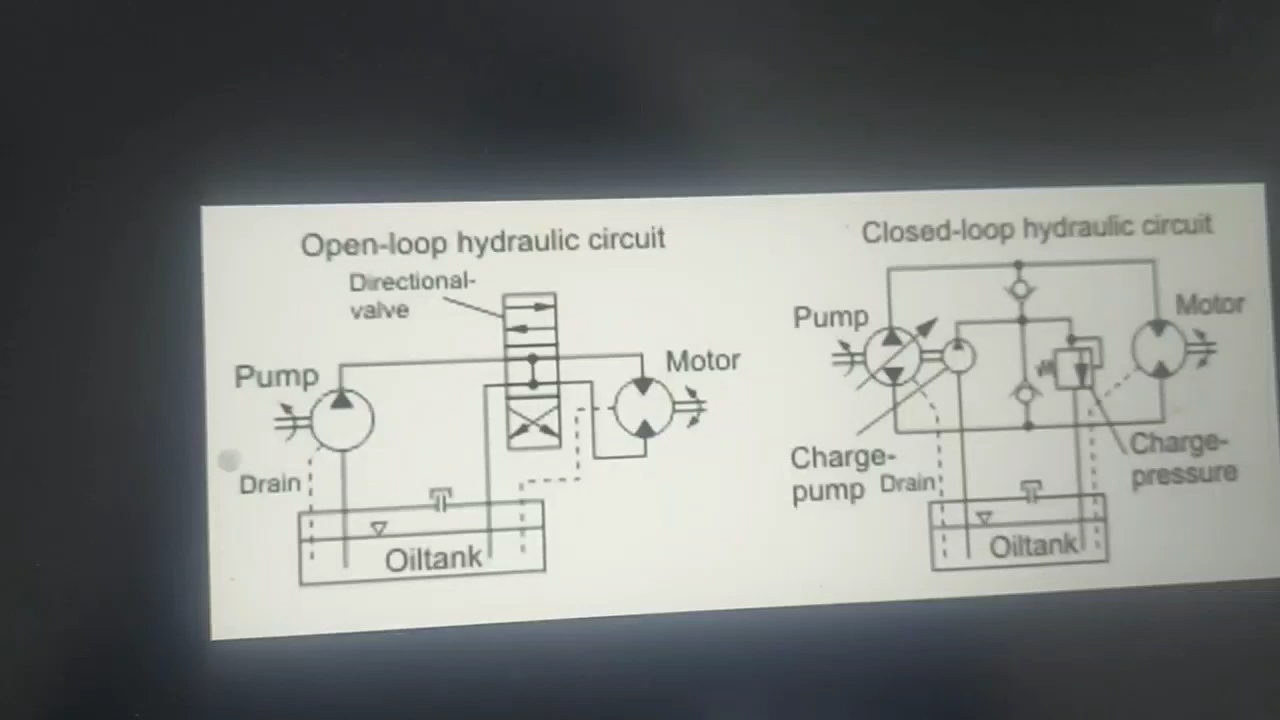 Open-loop hydraulic circuit
Directional-
valve
Pump
Motor
Drain
Oiltank
Closed-loop hydraulic circuit
Pump
Motor
Charge-
pump
Drain
Charge-
pressure
Oiltank